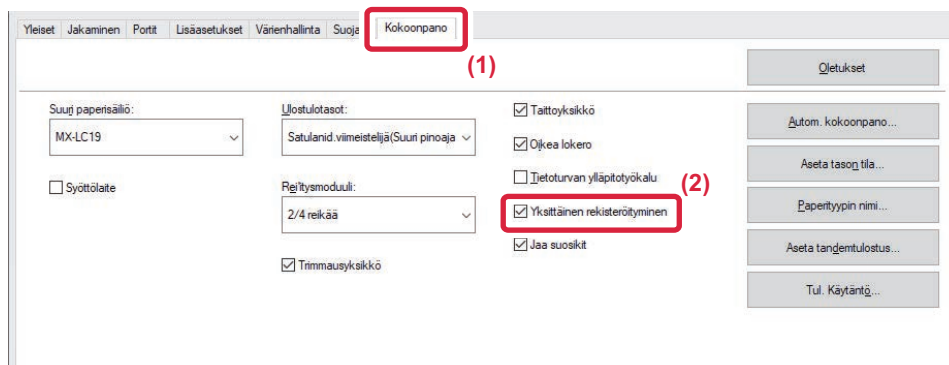 Yleiset Jakaminen Portit Lisäasetukset Värienhallinta Suoja Kokoonpano
(1)
Oletukset
Suuri paperisäiliö:
MX-LC19
Syöttölaite
Ulostulotasot:
Satulanid.viimeistelijä(Suuri pinoaja
Rei'itysmoduuli:
2/4 reikää
Trimmausyksikkö
Taittoyksikkö
Oikea lokero
Tietoturvan ylläpitotyökalu
(2)
Yksittäinen rekisteröityminen
Jaa suosikit
Autom. kokoonpano...
Aseta tason tila...
Paperityypin nimi...
Aseta tandemtulostus...
Tul. Käytäntö...